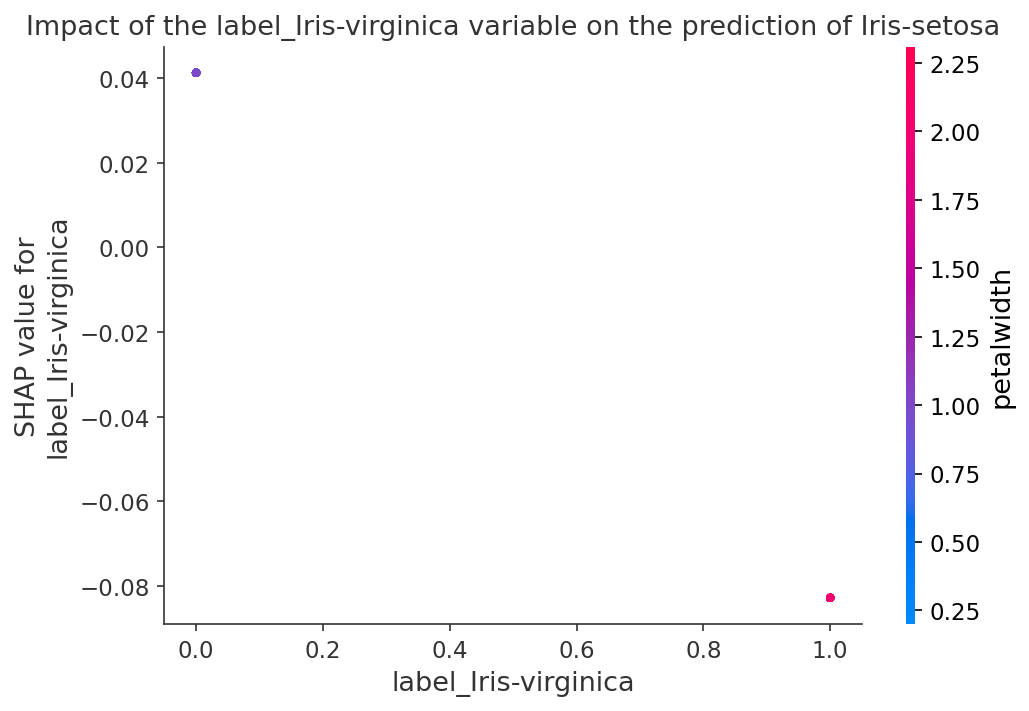 Impact of the label_Iris-virginica variable on the prediction of Iris-setosa
SHAP value for
label_Iris-virginica
0.04
0.02
0.00
−0.02
−0.04
−0.06
−0.08
0.0 0.2 0.4 0.6 0.8 1.0
label_Iris-virginica
2.25
2.00
1.75
1.50
1.25
1.00
0.75
0.50
0.25
petalwidth